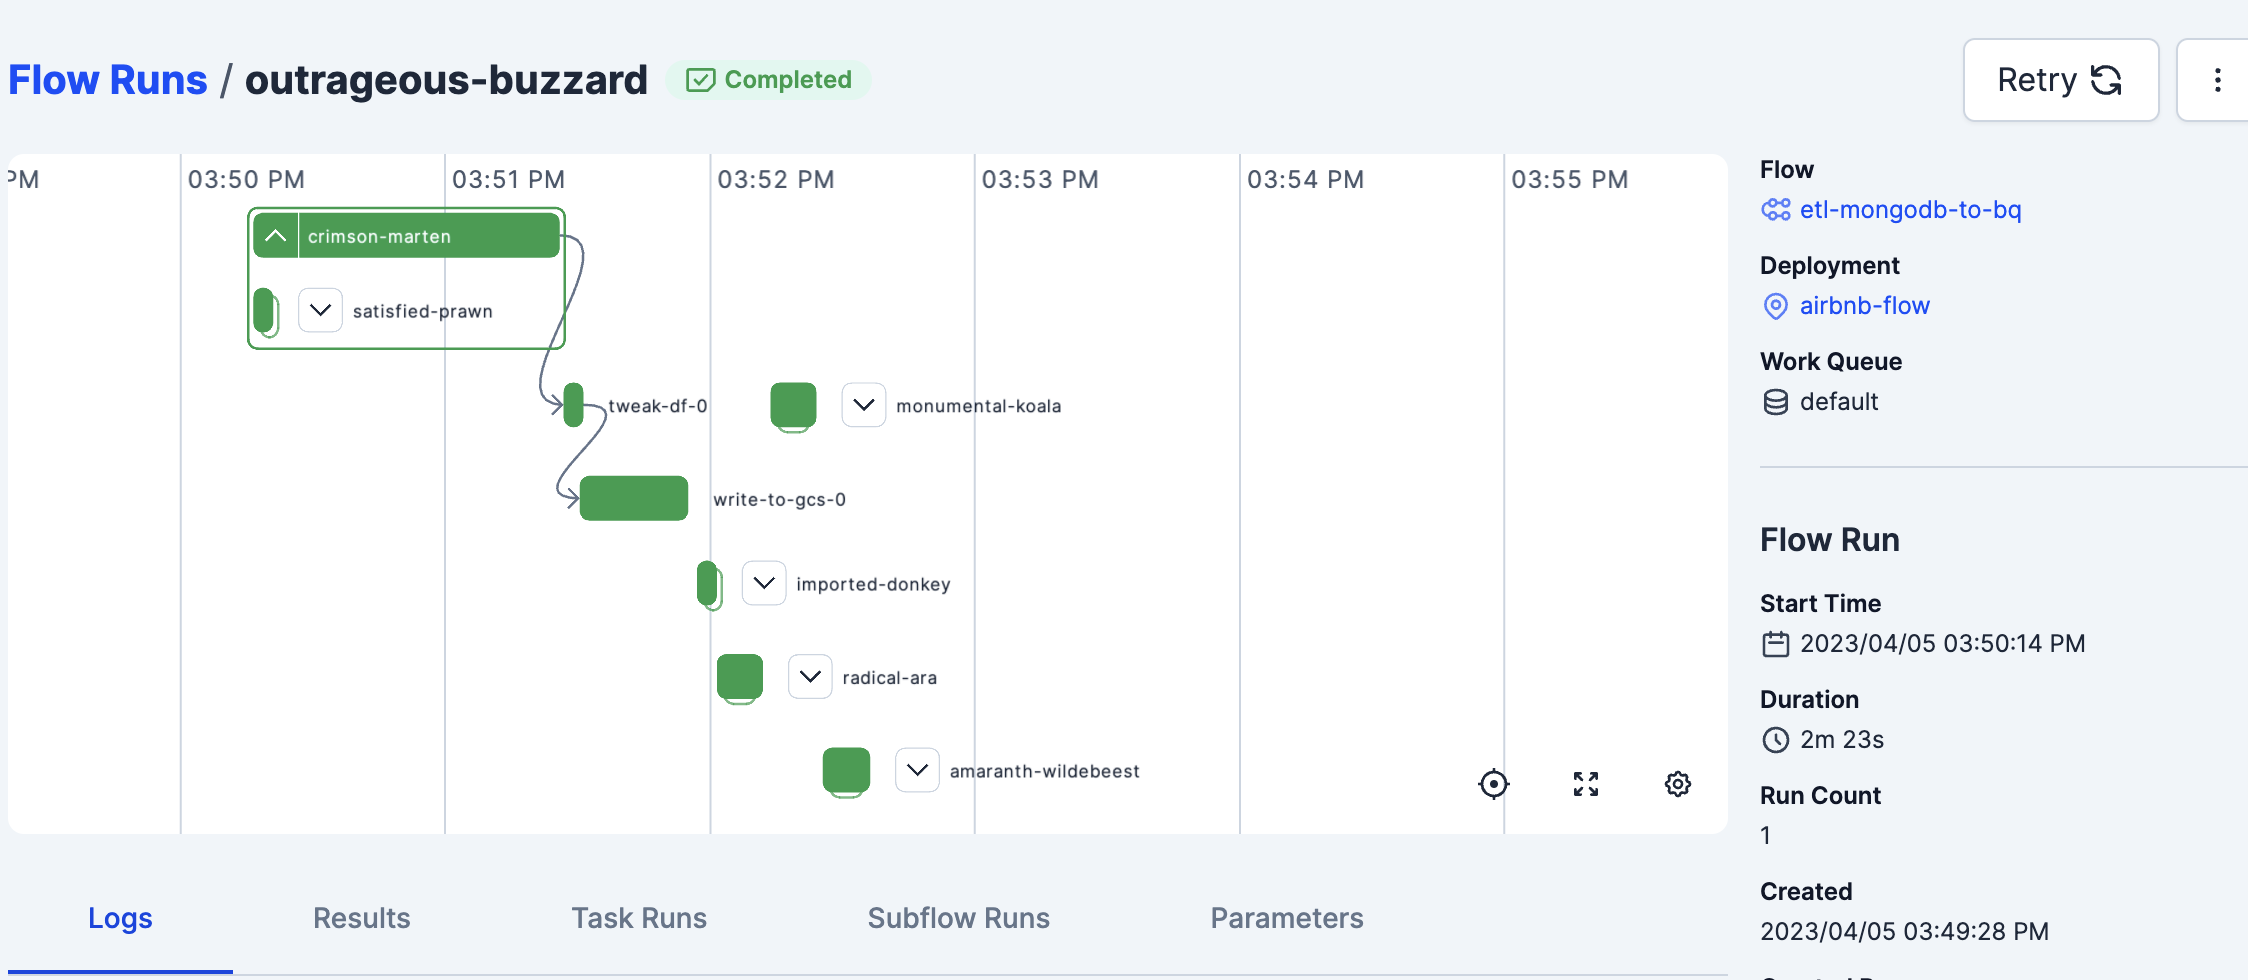 Flow Runs / outrageous-buzzard Completed
Retry
PM 03:50 PM 03:51 PM 03:52 PM 03:53 PM 03:54 PM 03:55 PM
crimson-marten
satisfied-prawn
tweak-df-0 monumental-koala
write-to-gcs-0
imported-donkey
radical-ara
amaranth-wildebeest
Logs Results Task Runs Subflow Runs Parameters
Flow
etl-mongodb-to-bq
Deployment
airbnb-flow
Work Queue
default
Flow Run
Start Time
2023/04/05 03:50:14 PM
Duration
2m 23s
Run Count
1
Created
2023/04/05 03:49:28 PM